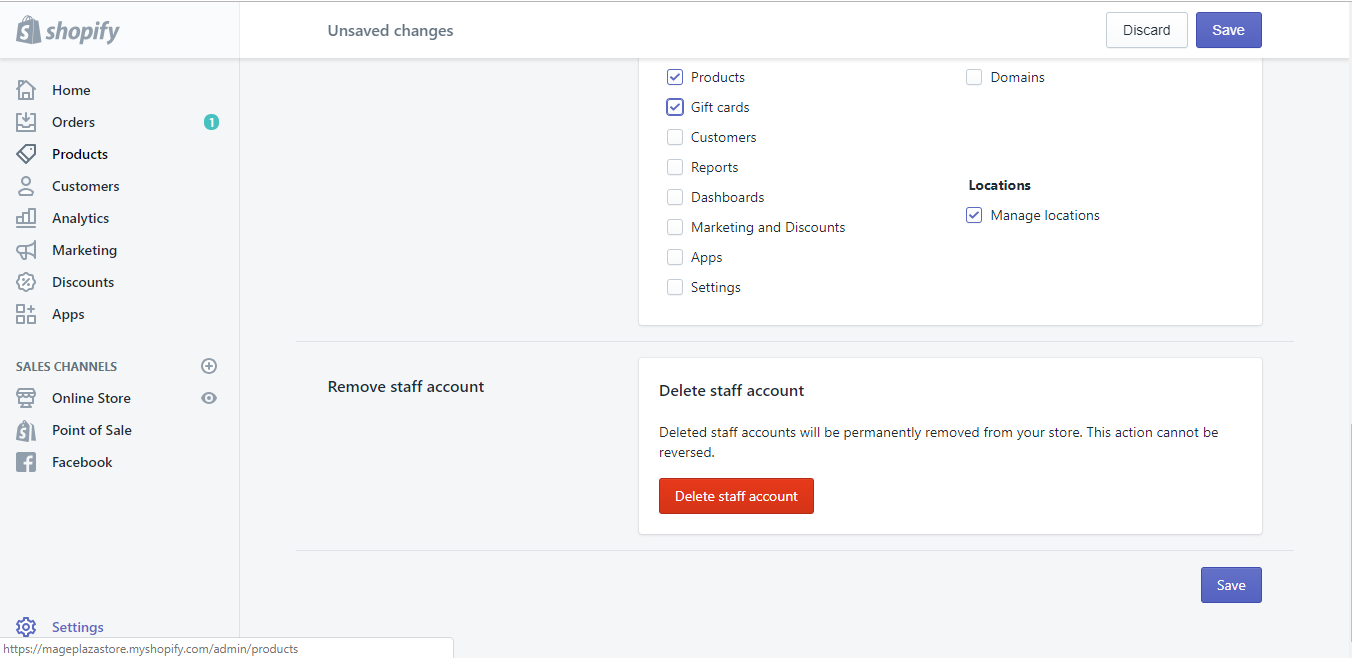 shopify
Unsaved changes
Discard
Save
Home
Orders
1
Products
Customers
Analytics
Marketing
Discounts
Apps
SALES CHANNELS
Online Store
Point of Sale
Facebook
Settings
https://mageplazastore.myshopify.com/admin/products
Products
Gift cards
Customers
Reports
Dashboards
Marketing and Discounts
Apps
Settings
Domains
Locations
Manage locations
Remove staff account
Delete staff account
Deleted staff accounts will be permanently removed from your store. This action cannot be
reversed.
Delete staff account
Save